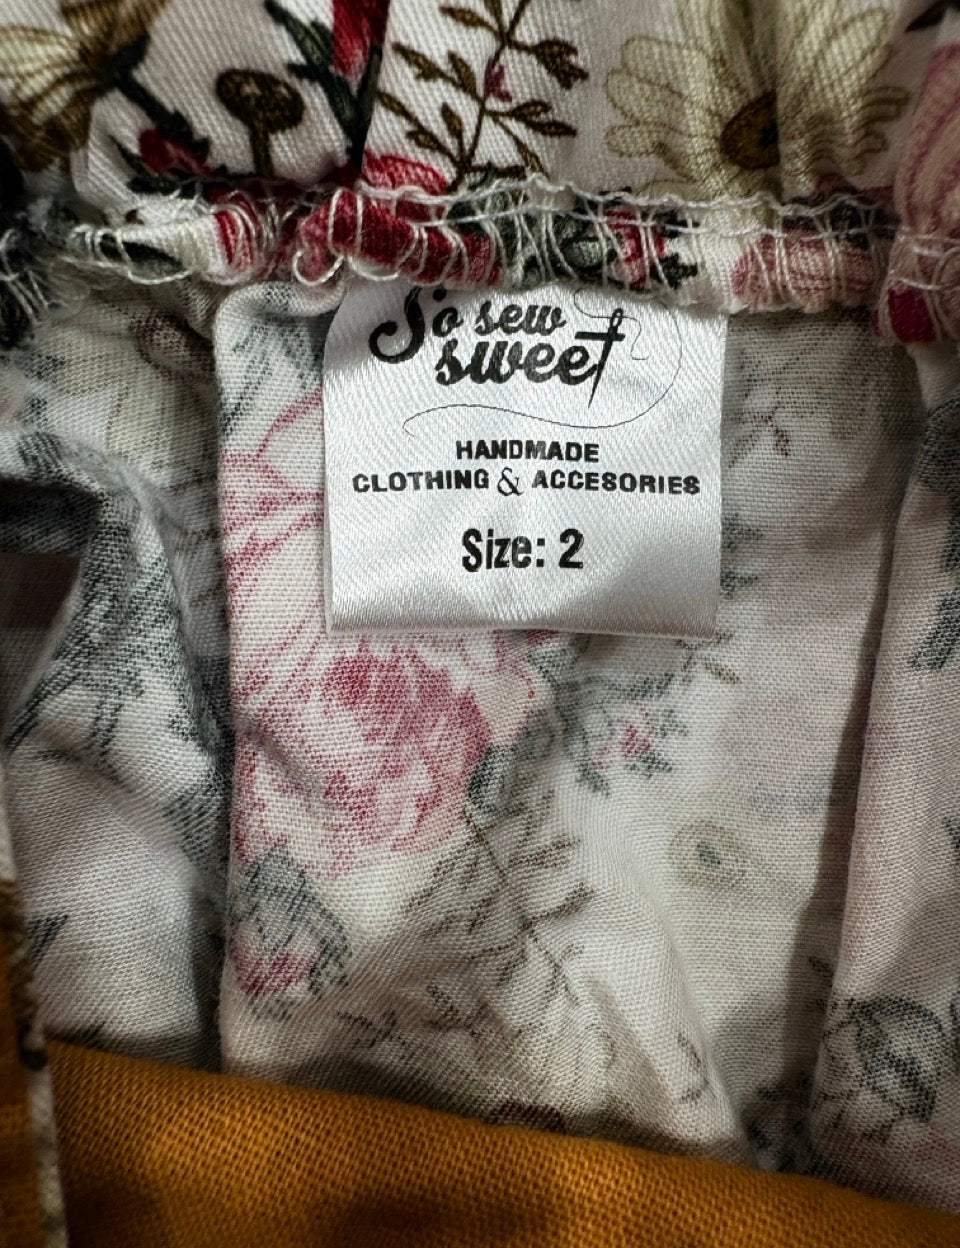 So sew
sweet
HANDMADE
CLOTHING & ACCESORIES
Size: 2